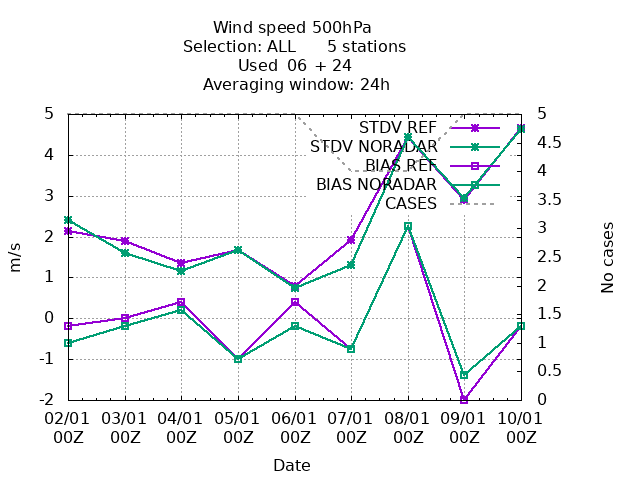 Wind speed 500hPa
Selection: ALL 5 stations
Used 06 + 24
Averaging window: 24h
STDV REF
STDV NORADAR
BIAS REF
BIAS NORADAR
CASES
m/s
5
4
3
2
1
0
-1
-2
No cases
5
4.5
4
3.5
3
2.5
2
1.5
1
0.5
0
02/01 03/01 04/01 05/01 06/01 07/01 08/01 09/01 10/01
00Z 00Z 00Z 00Z 00Z 00Z 00Z 00Z 00Z
Date